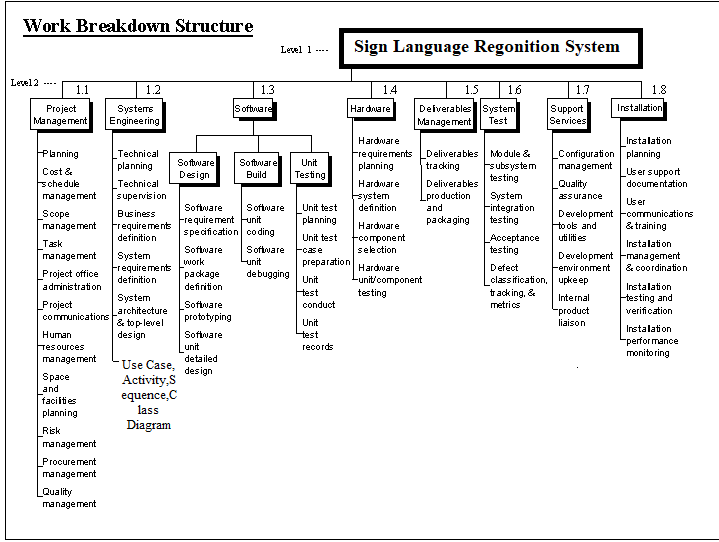 Work Breakdown Structure
Level 1 ----
Sign Language Regonition System
Level 2 ----
1.1
1.2
1.3
1.4
1.5
1.6
1.7
1.8
Project
Management
Planning
Cost &
schedule
management
Scope
management
Task
management
Project office
administration
Project
communications
Human
resources
management
Space
and
facilities
planning
Risk
management
Procurement
management
Quality
management
Systems
Engineering
Technical
planning
Technical
supervision
Business
requirements
definition
System
requirements
definition
System
architecture
& top-level
design
Use Case,
Activity,S
equence,C
lass
Diagram
Software
Software
Design
Software
requirement
specification
Software
work
package
definition
Software
prototyping
Software
unit
detailed
design
Software
Build
Software
unit
coding
Software
unit
debugging
Unit
Testing
Unit test
planning
Unit test
case
preparation
Unit
test
conduct
Unit
test
records
Hardware
Hardware
requirements
planning
Hardware
system
definition
Hardware
component
selection
Hardware
unit/component
testing
Deliverables
Management
Deliverables
tracking
Deliverables
production
and
packaging
System
Test
Module &
subsystem
testing
System
integration
testing
Acceptance
testing
Defect
classification,
tracking, &
metrics
Support
Services
Configuration
management
Quality
assurance
Development
tools and
utilities
Development
environment
upkeep
Internal
product
liaison
Installation
Installation
planning
User support
documentation
User
communications
& training
Installation
management
& coordination
Installation
testing and
verification
Installation
performance
monitoring